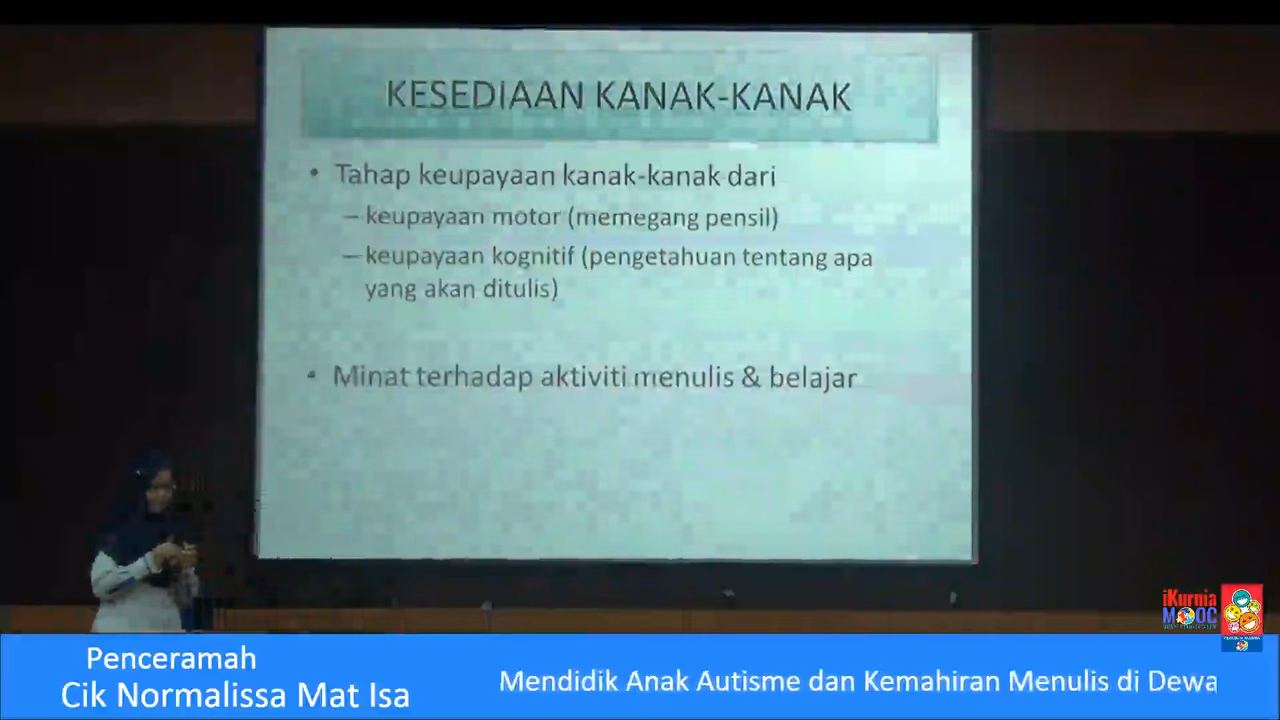 KESEDIAAN KANAK-KANAK
• Tahap keupayaan kanak-kanak dari
– keupayaan motor (memegang pensil)
– keupayaan kognitif (pengetahuan tentang apa
yang akan ditulis)
• Minat terhadap aktiviti menulis & belajar
iKurnia
MOOC
Penceramah
Cik Normalissa Mat Isa
Mendidik Anak Autisme dan Kemahiran Menulis di Dewa